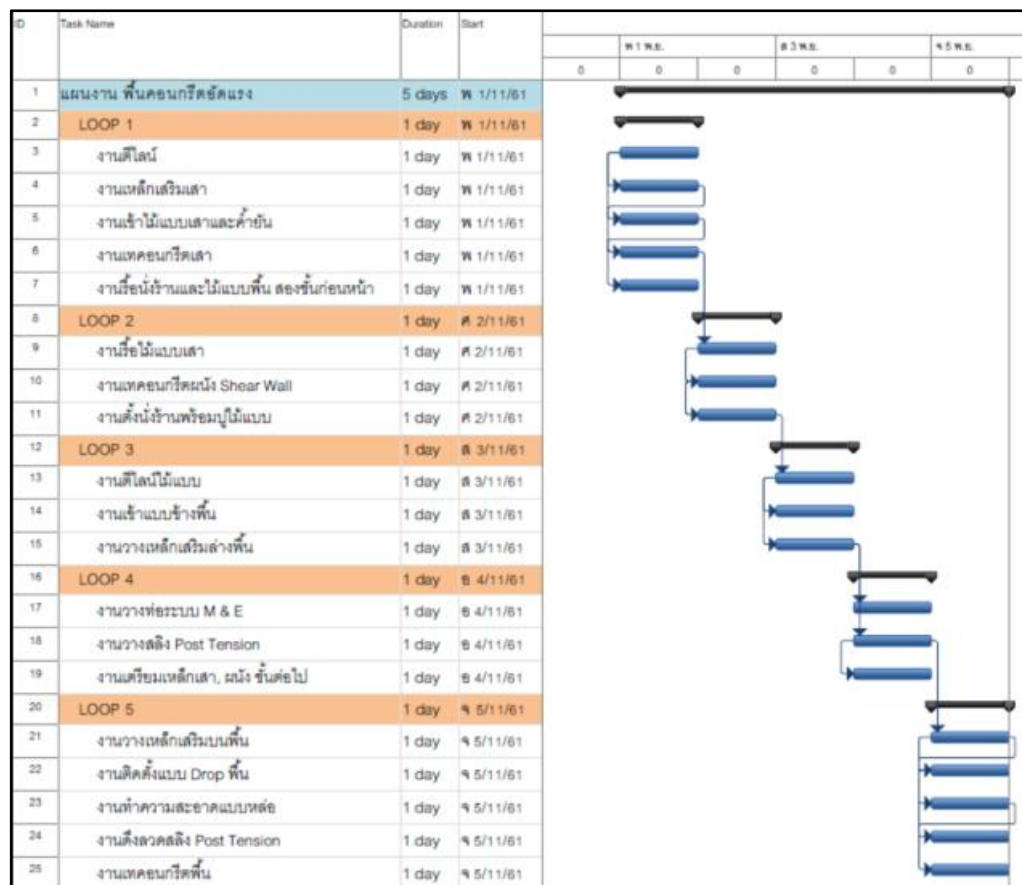 ID Task Name Duration Start
พ 1 พ.ย. ส 3 พ.ย. จ 5 พ.ย.
0 0 0 0 0 0
1 แผนงาน พื้นคอนกรีตอัดแรง 5 days พ 1/11/61
2 LOOP 1 1 day พ 1/11/61
3 งานตีไลน์ 1 day พ 1/11/61
4 งานเหล็กเสริมเสา 1 day พ 1/11/61
5 งานเข้าไม้แบบเสาและค้ำยัน 1 day พ 1/11/61
6 งานเทคอนกรีตเสา 1 day พ 1/11/61
7 งานรื้อนั่งร้านและไม้แบบพื้น สองชั้นก่อนหน้า 1 day พ 1/11/61
8 LOOP 2 1 day ศ 2/11/61
9 งานรื้อไม้แบบเสา 1 day ศ 2/11/61
10 งานเทคอนกรีตผนัง Shear Wall 1 day ศ 2/11/61
11 งานตั้งนั่งร้านพร้อมปูไม้แบบ 1 day ศ 2/11/61
12 LOOP 3 1 day ส 3/11/61
13 งานตีไลน์ไม้แบบ 1 day ส 3/11/61
14 งานเข้าแบบข้างพื้น 1 day ส 3/11/61
15 งานวางเหล็กเสริมล่างพื้น 1 day ส 3/11/61
16 LOOP 4 1 day อ 4/11/61
17 งานวางท่อระบบ M & E 1 day อ 4/11/61
18 งานวางสลิง Post Tension 1 day อ 4/11/61
19 งานเตรียมเหล็กเสา, ผนัง ชั้นต่อไป 1 day อ 4/11/61
20 LOOP 5 1 day จ 5/11/61
21 งานวางเหล็กเสริมบนพื้น 1 day จ 5/11/61
22 งานติดตั้งแบบ Drop พื้น 1 day จ 5/11/61
23 งานทำความสะอาดแบบหล่อ 1 day จ 5/11/61
24 งานดึงลวดสลิง Post Tension 1 day จ 5/11/61
25 งานเทคอนกรีตพื้น 1 day จ 5/11/61